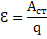 Ɛ = Aст/q